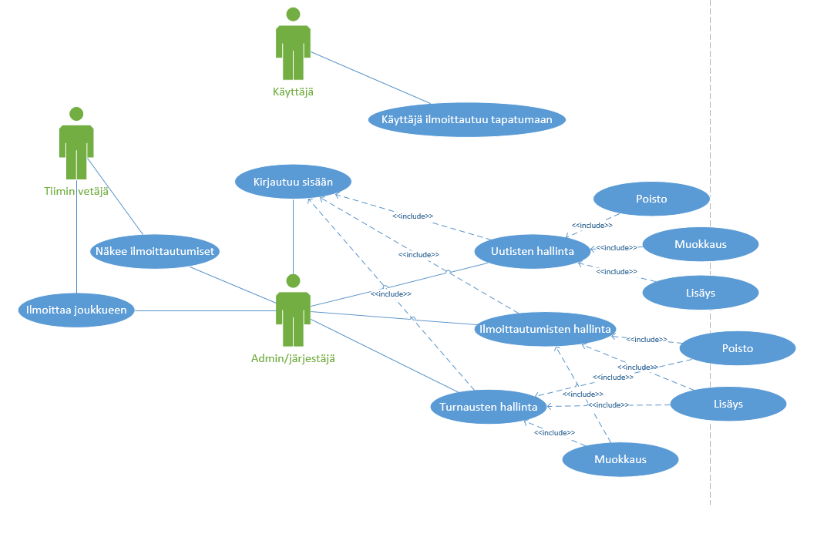 Käyttäjä
Käyttäjä ilmoittautuu tapatumaan
Tiimin vetäjä
Kirjautuu sisään
Poisto
<<include>>
<<include>>
Näkee ilmoittautumiset
Uutisten hallinta
Muokkaus
<<include>>
<<include>>
<<include>>
Lisäys
<<include>>
Ilmoittaa joukkueen
Ilmoittautumisten hallinta
<<include>>
Poisto
Admin/järjestäjä
<<include>>
<<include>>
<<include>>
Turnausten hallinta
<<include>>
Lisäys
<<include>>
Muokkaus